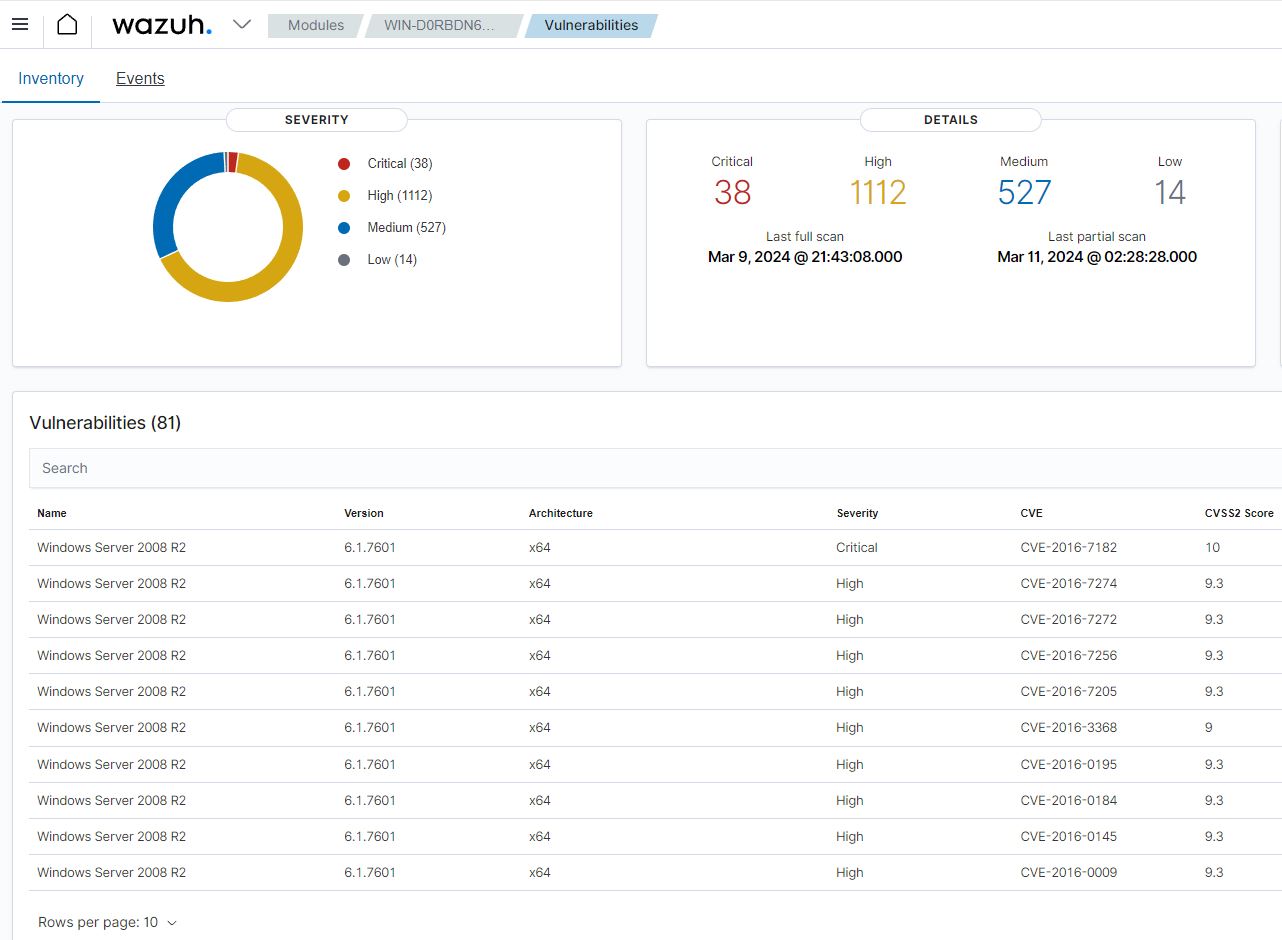 wazuh. Modules WIN-D0RBDN6... Vulnerabilities
Inventory Events
SEVERITY
Critical (38)
High (1112)
Medium (527)
Low (14)
DETAILS
Critical High Medium Low
38 1112 527 14
Last full scan Last partial scan
Mar 9, 2024 @ 21:43:08.000 Mar 11, 2024 @ 02:28:28.000
Vulnerabilities (81)
Search
Name Version Architecture Severity CVE CVSS2 Score
Windows Server 2008 R2 6.1.7601 x64 Critical CVE-2016-7182 10
Windows Server 2008 R2 6.1.7601 x64 High CVE-2016-7274 9.3
Windows Server 2008 R2 6.1.7601 x64 High CVE-2016-7272 9.3
Windows Server 2008 R2 6.1.7601 x64 High CVE-2016-7256 9.3
Windows Server 2008 R2 6.1.7601 x64 High CVE-2016-7205 9.3
Windows Server 2008 R2 6.1.7601 x64 High CVE-2016-3368 9
Windows Server 2008 R2 6.1.7601 x64 High CVE-2016-0195 9.3
Windows Server 2008 R2 6.1.7601 x64 High CVE-2016-0184 9.3
Windows Server 2008 R2 6.1.7601 x64 High CVE-2016-0145 9.3
Windows Server 2008 R2 6.1.7601 x64 High CVE-2016-0009 9.3
Rows per page: 10